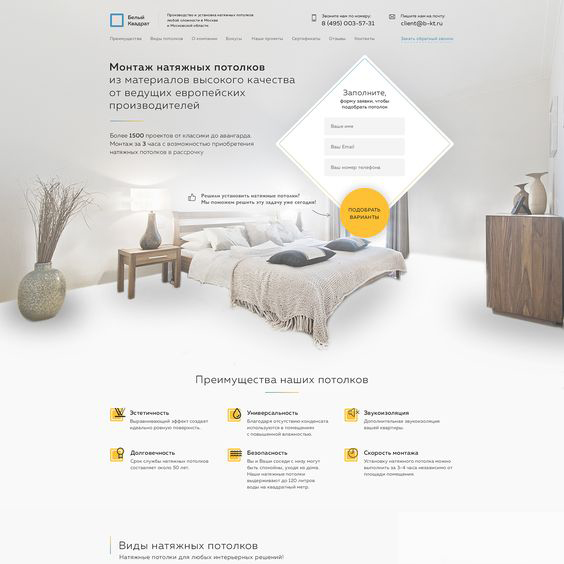 Белый
Квадрат
Производство и установка натяжных потолков
любой сложности в Москве
и Московской области
Звоните нам по номеру:
8 (495) 003-57-31
Пишите нам на почту:
client@b-kt.ru
Преимущества Виды потолков О компании Бонусы Наши проекты Сертификаты Отзывы Контакты Заказать обратный звонок
Монтаж натяжных потолков
из материалов высокого качества
от ведущих европейских
производителей
Более 1500 проектов от классики до авангарда.
Монтаж за 3 часа с возможностью приобретения
натяжных потолков в рассрочку
Заполните,
форму заявки, чтобы
подобрать потолок
Ваше имя
Ваш Email
Ваш номер телефона
ПОДОБРАТЬ
ВАРИАНТЫ
Решили установить натяжные потолки?
Мы поможем решить эту задачу уже сегодня!
Преимущества наших потолков
Эстетичность
Выравнивающий эффект создает
идеально ровную поверхность.
Универсальность
Благодаря отсутствию конденсата
используются в помещениях
с повышенной влажностью.
Звукоизоляция
Дополнительная звукоизоляция
вашей квартиры.
Долговечность
Срок службы натяжных потолков
составляет около 50 лет.
Безопасность
Вы и Ваши соседи с низу могут
быть спокойны, уходя из дома.
Наши натяжные потолки
выдерживают до 120 литров
воды на квадратный метр.
Скорость монтажа
Установку натяжного потолка можно
выполнить за 3-4 часа независимо от
площади помещения.
Виды натяжных потолков
Натяжные потолки для любых интерьерных решений!